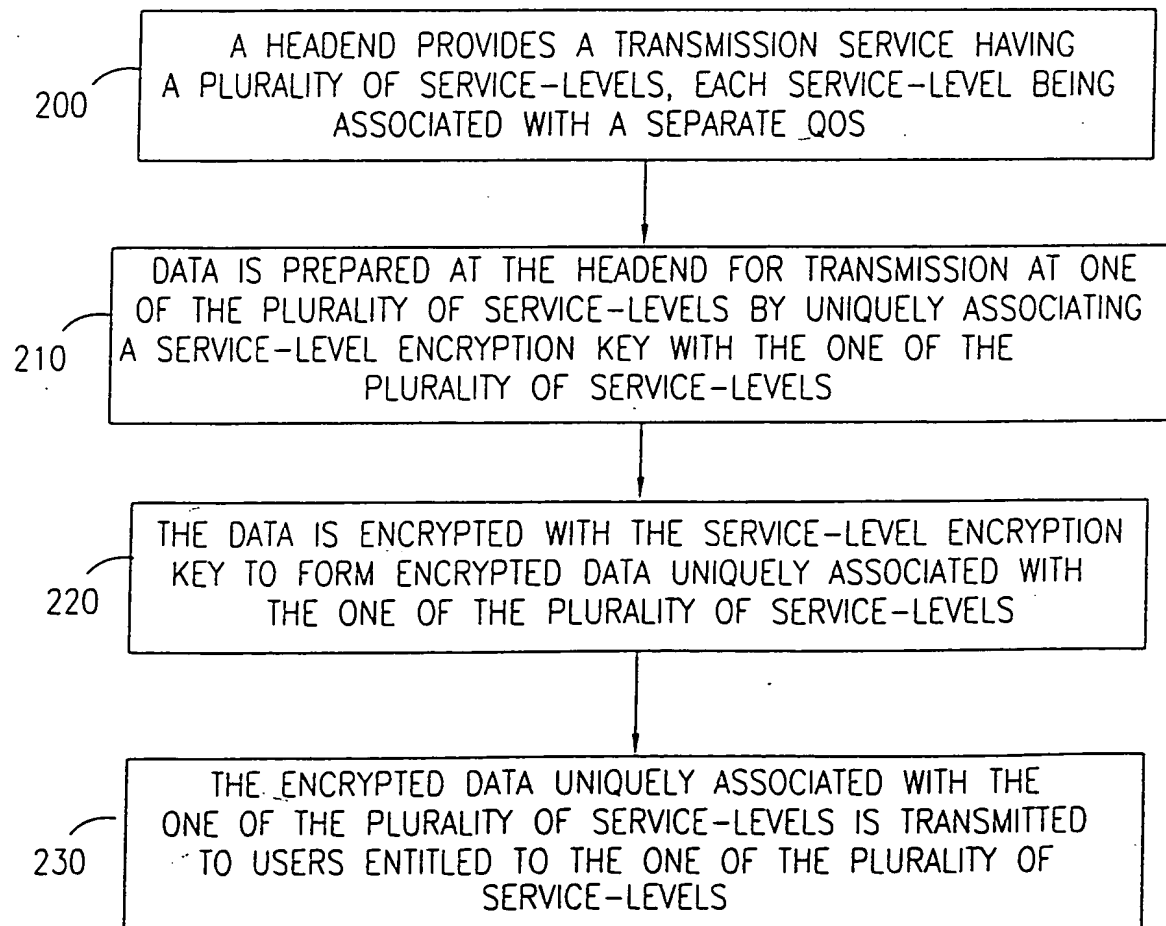 A HEADEND PROVIDES A TRANSMISSION SERVICE HAVING
A PLURALITY OF SERVICE-LEVELS, EACH SERVICE-LEVEL BEING
ASSOCIATED WITH A SEPARATE QOS
200
DATA IS PREPARED AT THE HEADEND FOR TRANSMISSION AT ONE
OF THE PLURALITY OF SERVICE-LEVELS BY UNIQUELY ASSOCIATING
A SERVICE-LEVEL ENCRYPTION KEY WITH THE ONE OF THE
PLURALITY OF SERVICE-LEVELS
210
THE DATA IS ENCRYPTED WITH THE SERVICE-LEVEL ENCRYPTION
KEY TO FORM ENCRYPTED DATA UNIQUELY ASSOCIATED WITH
THE ONE OF THE PLURALITY OF SERVICE-LEVELS
220
THE ENCRYPTED DATA UNIQUELY ASSOCIATED WITH THE
ONE OF THE PLURALITY OF SERVICE-LEVELS IS TRANSMITTED
TO USERS ENTITLED TO THE ONE OF THE PLURALITY OF
SERVICE-LEVELS
230